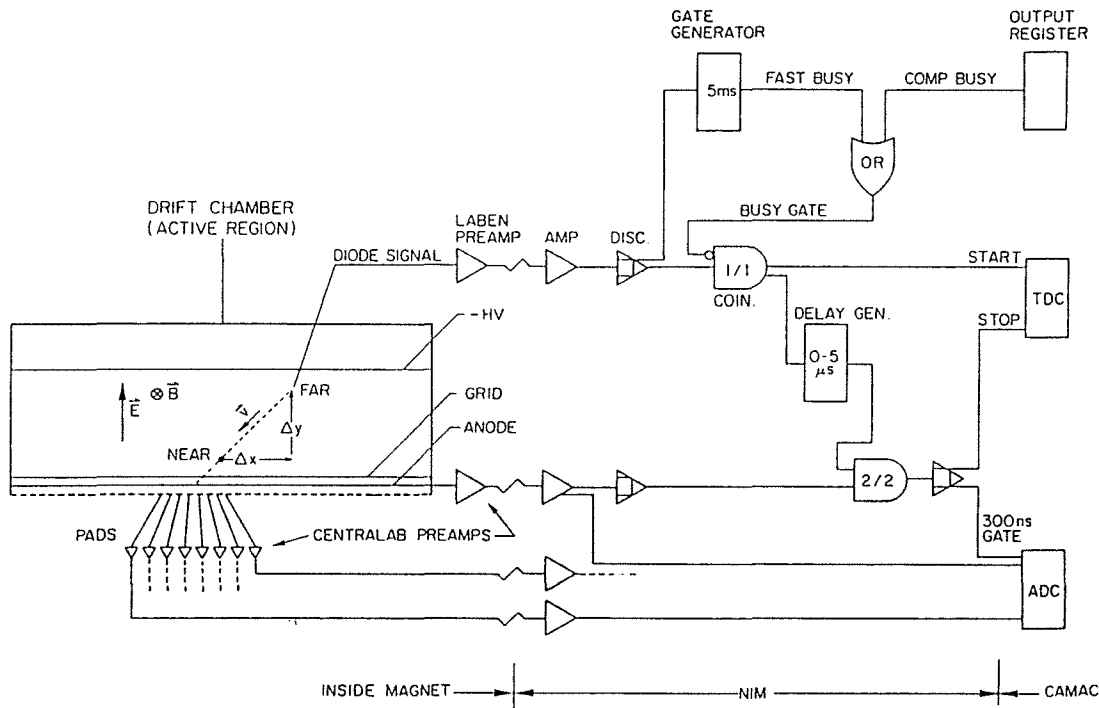 GATE
GENERATOR
OUTPUT
REGISTER
5ms
FAST BUSY
COMP BUSY
OR
DRIFT CHAMBER
(ACTIVE REGION)
LABEN
PREAMP
AMP
DISC.
BUSY GATE
DIODE SIGNAL
1/1
COIN.
START
TDC
STOP
DELAY GEN.
0-5
μs
-HV
E⃗
⊗ B⃗
v⃗
FAR
Δy
GRID
ANODE
NEAR
Δx
2/2
300ns
GATE
PADS
CENTRALAB PREAMPS
ADC
INSIDE MAGNET
NIM
CAMAC